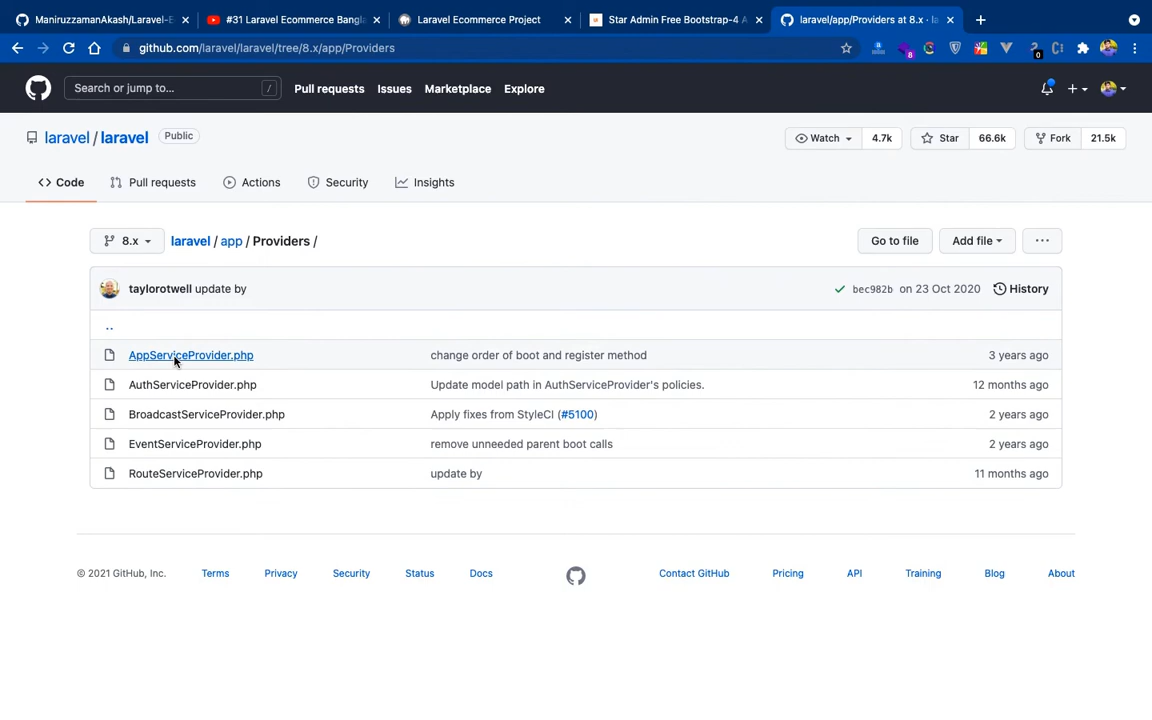 ManiruzzamanAkash/Laravel-E
#31 Laravel Ecommerce Bangla
Laravel Ecommerce Project
Star Admin Free Bootstrap-4 A
laravel/app/Providers at 8.x · la
github.com/laravel/laravel/tree/8.x/app/Providers
8
0
Search or jump to...
/
Pull requests
Issues
Marketplace
Explore
laravel / laravel
Public
Watch
4.7k
Star
66.6k
Fork
21.5k
Code
Pull requests
Actions
Security
Insights
8.x
laravel / app / Providers /
Go to file
Add file
taylorotwell update by
bec982b on 23 Oct 2020
History
..
AppServiceProvider.php change order of boot and register method 3 years ago
AuthServiceProvider.php Update model path in AuthServiceProvider's policies. 12 months ago
BroadcastServiceProvider.php Apply fixes from StyleCI (#5100) 2 years ago
EventServiceProvider.php remove unneeded parent boot calls 2 years ago
RouteServiceProvider.php update by 11 months ago
© 2021 GitHub, Inc.
Terms
Privacy
Security
Status
Docs
Contact GitHub
Pricing
API
Training
Blog
About